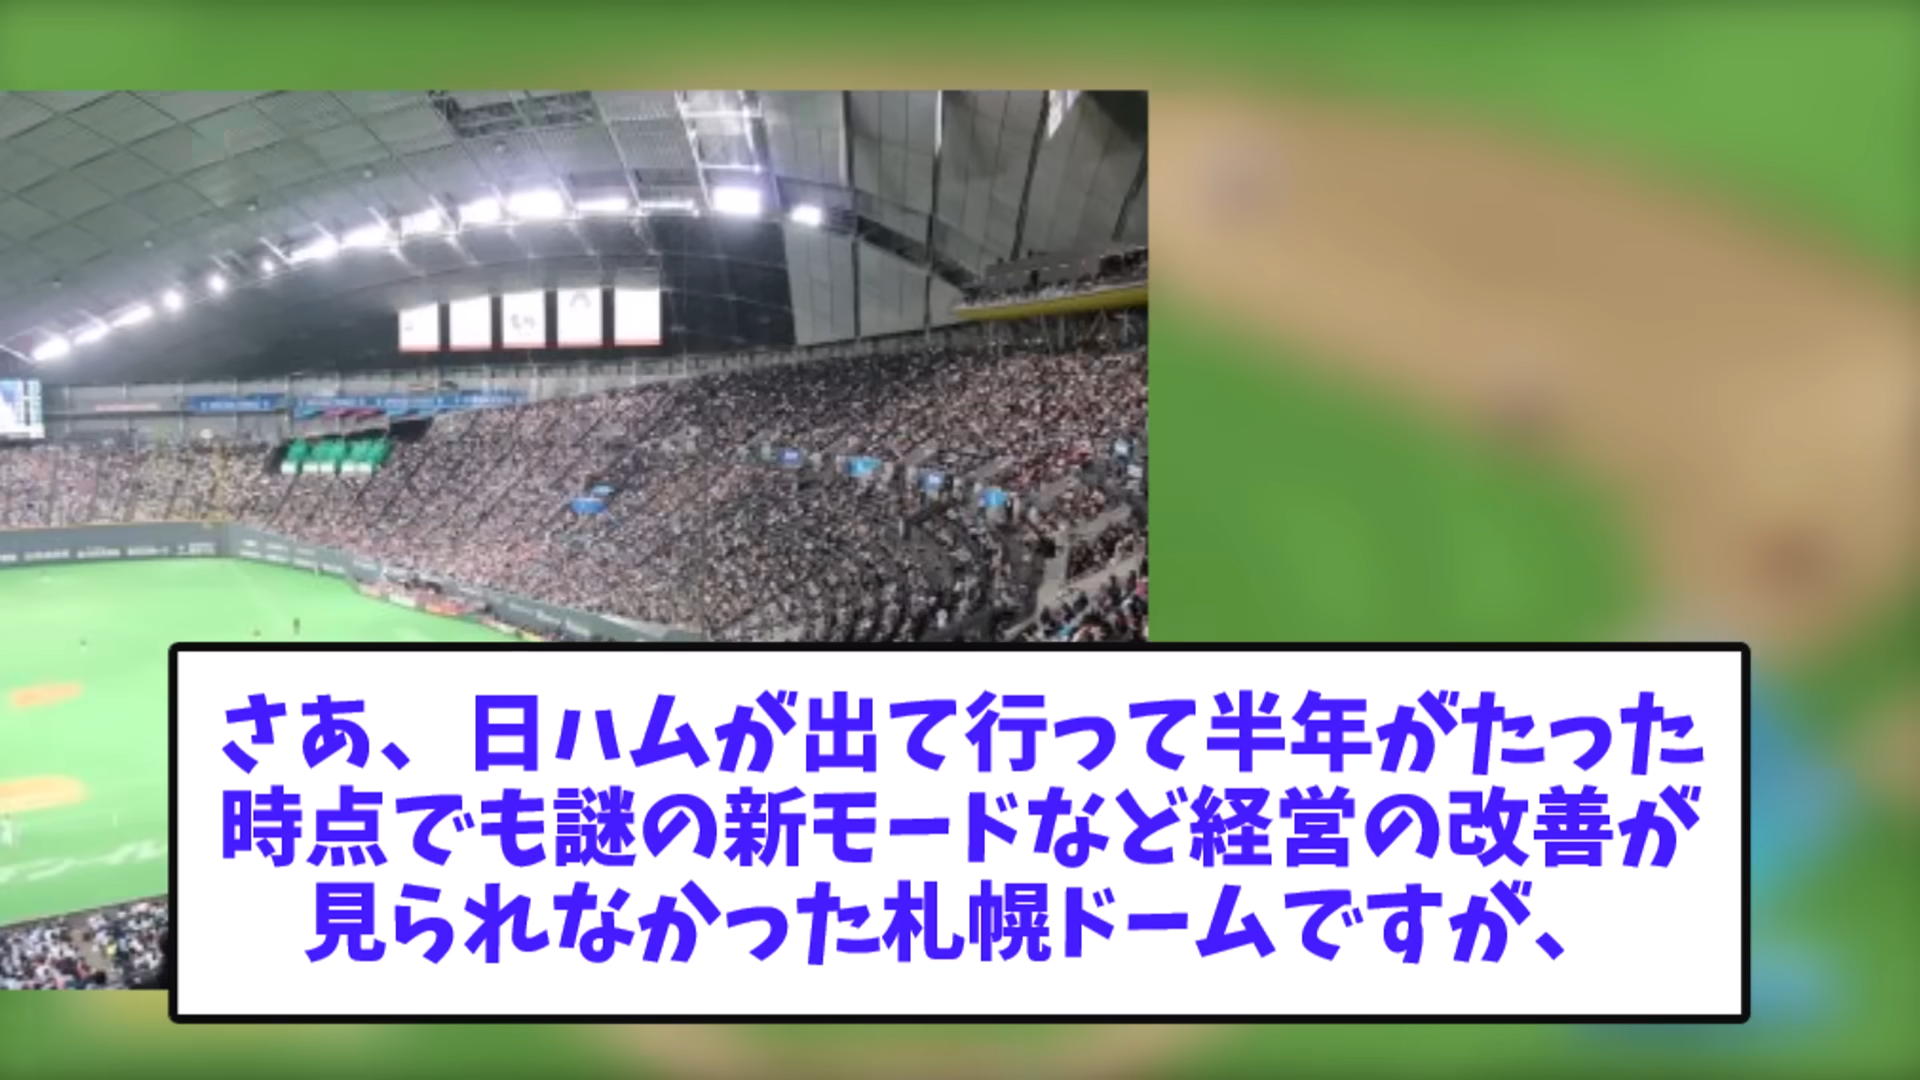 さあ、日ハムが出て行って半年がたった
時点でも謎の新モードなど経営の改善が
見られなかった札幌ドームですが、